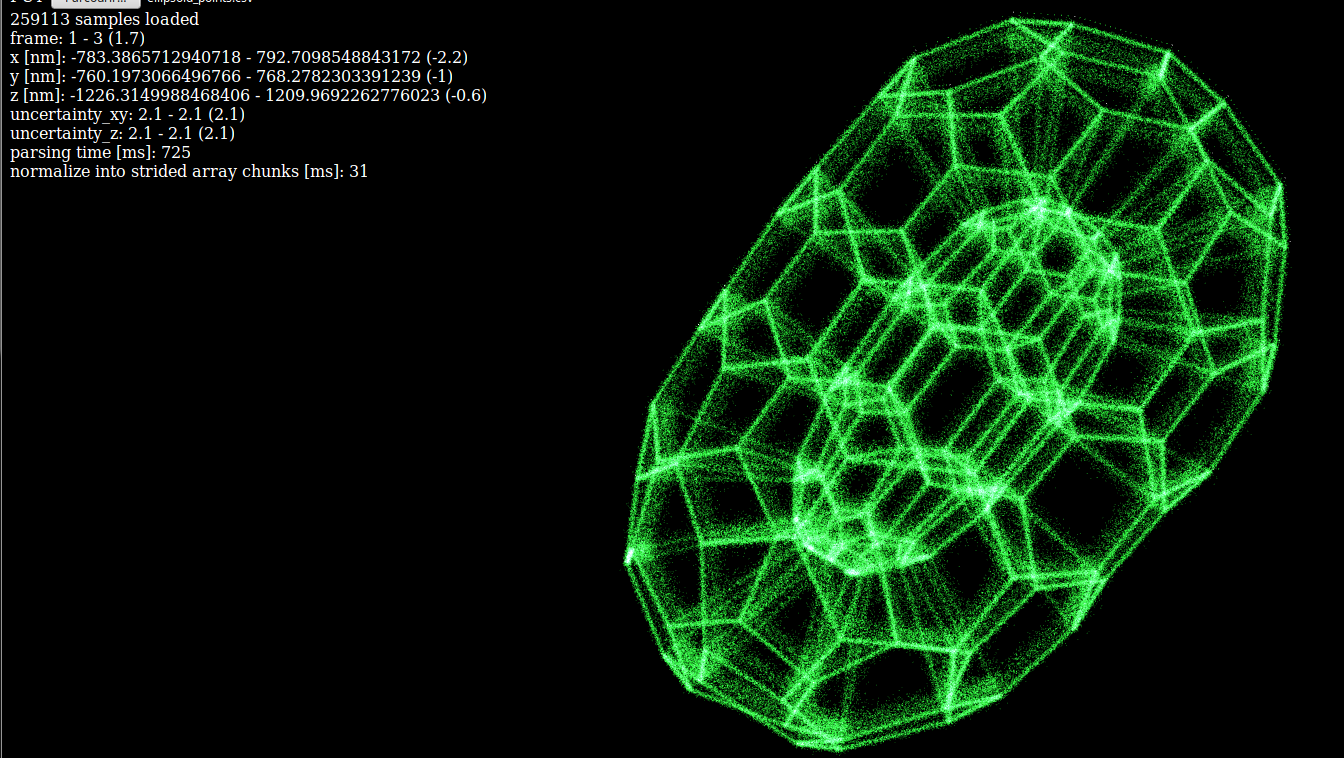 Parcourir... ellipsoid_points.csv
259113 samples loaded
frame: 1 - 3 (1.7)
x [nm]: -783.3865712940718 - 792.7098548843172 (-2.2)
y [nm]: -760.1973066496766 - 768.2782303391239 (-1)
z [nm]: -1226.3149988468406 - 1209.9692262776023 (-0.6)
uncertainty_xy: 2.1 - 2.1 (2.1)
uncertainty_z: 2.1 - 2.1 (2.1)
parsing time [ms]: 725
normalize into strided array chunks [ms]: 31